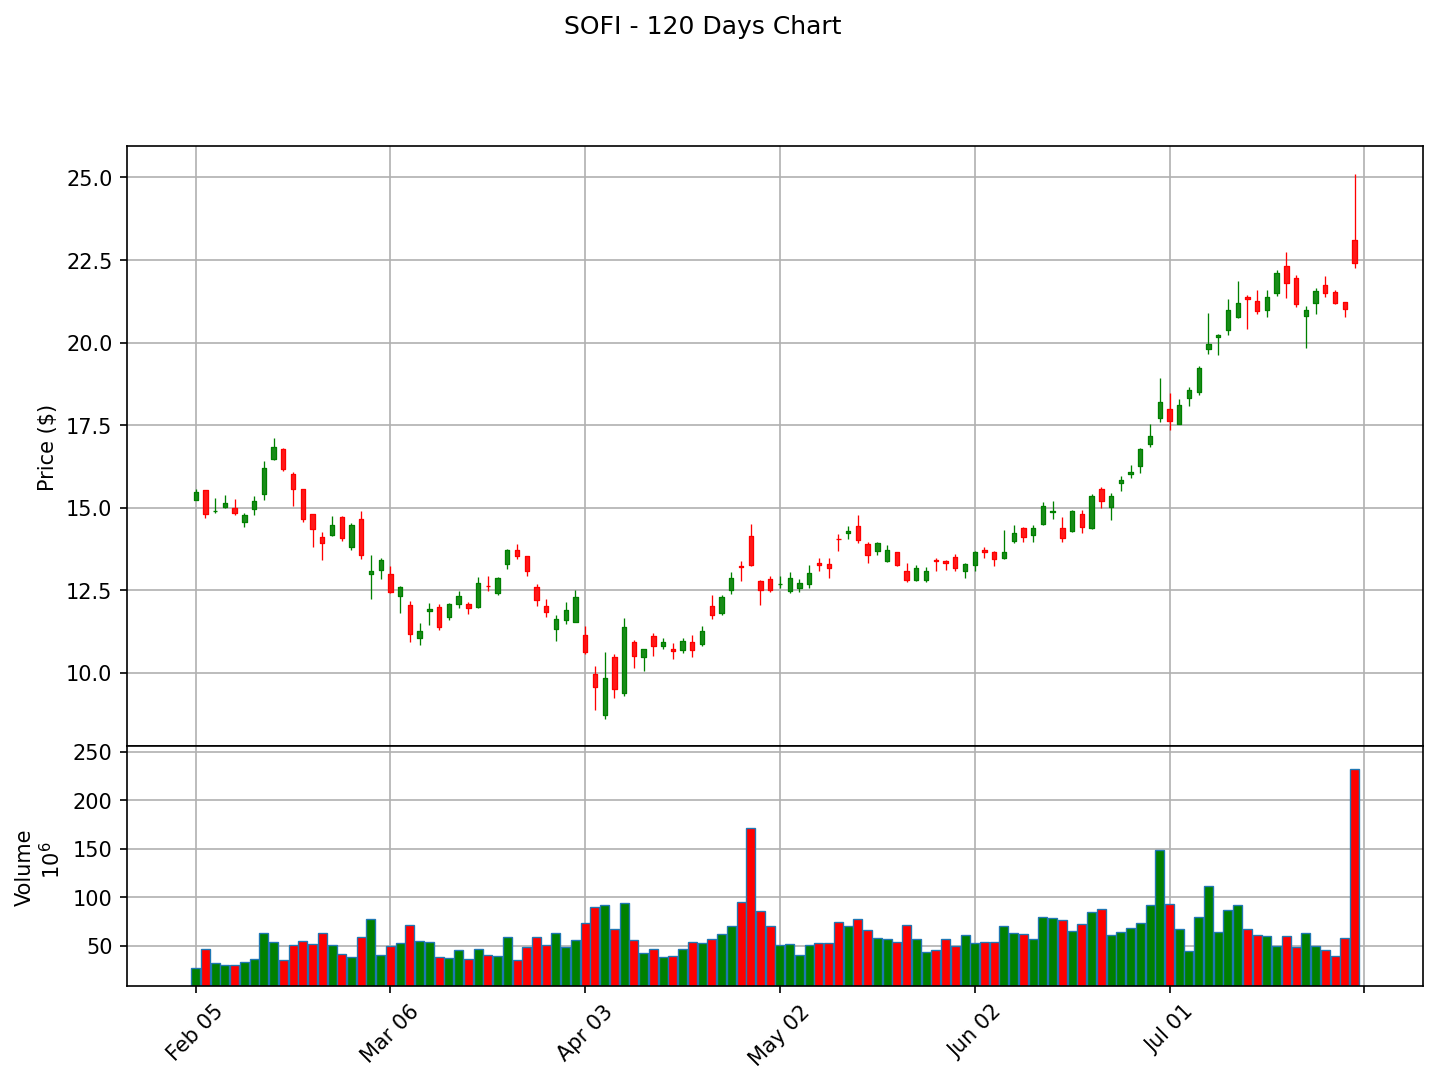 SOFI - 120 Days Chart
25.0
22.5
20.0
17.5
15.0
12.5
10.0
Price ($)
250
200
150
100
50
Volume
10⁶
Feb 05
Mar 06
Apr 03
May 02
Jun 02
Jul 01